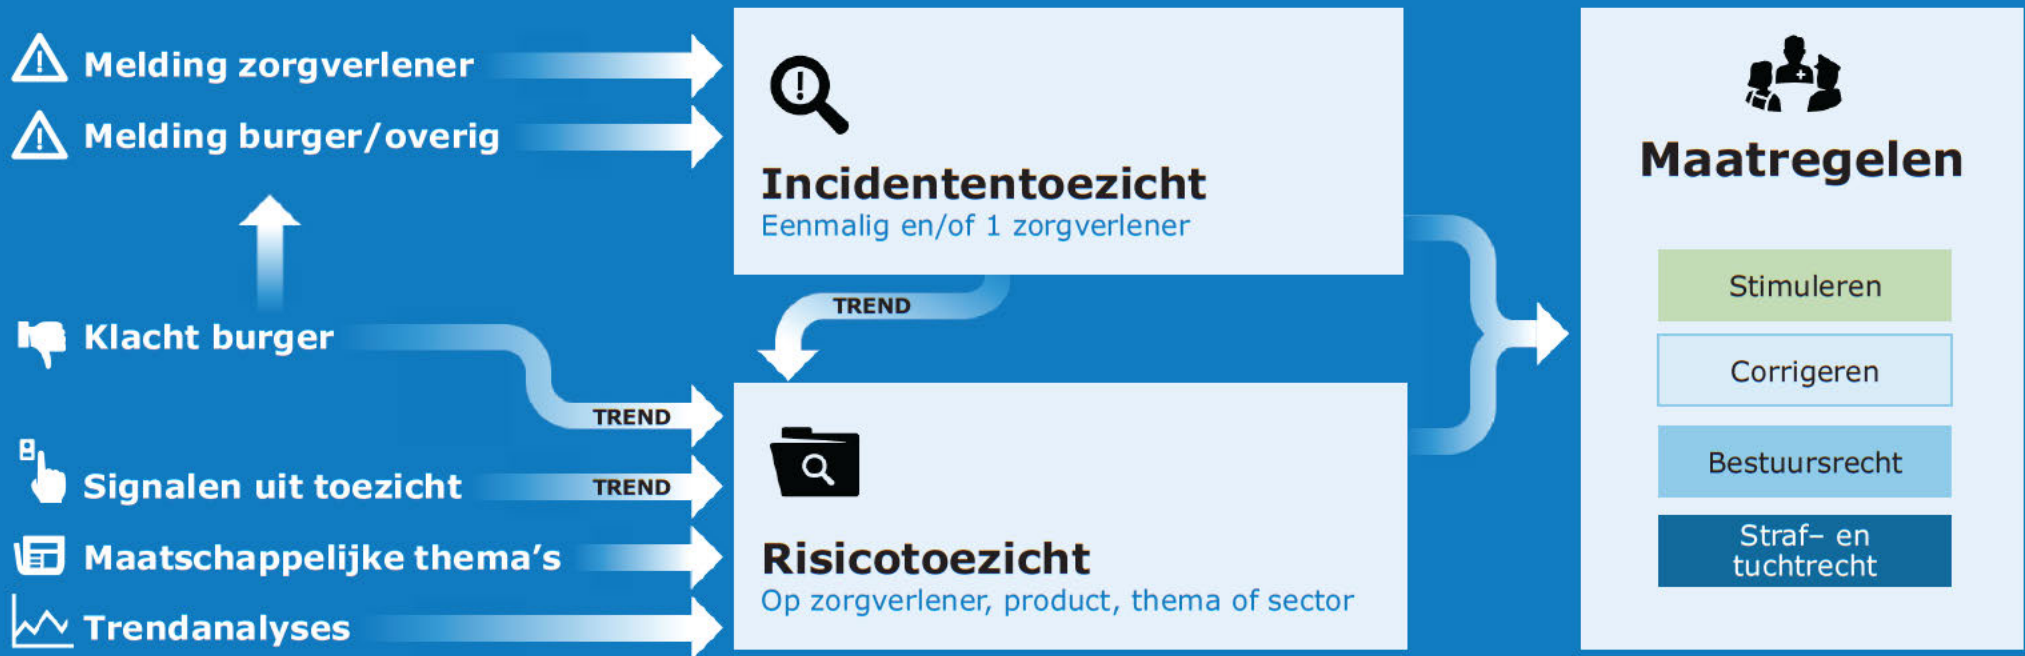 Melding zorgverlener
Melding burger/overig
Klacht burger
TREND
Signalen uit toezicht
TREND
Maatschappelijke thema's
Trendanalyses
Incidententoezicht
Eenmalig en/of 1 zorgverlener
TREND
Risicotoezicht
Op zorgverlener, product, thema of sector
Maatregelen
Stimuleren
Corrigeren
Bestuursrecht
Straf– en
tuchtrecht